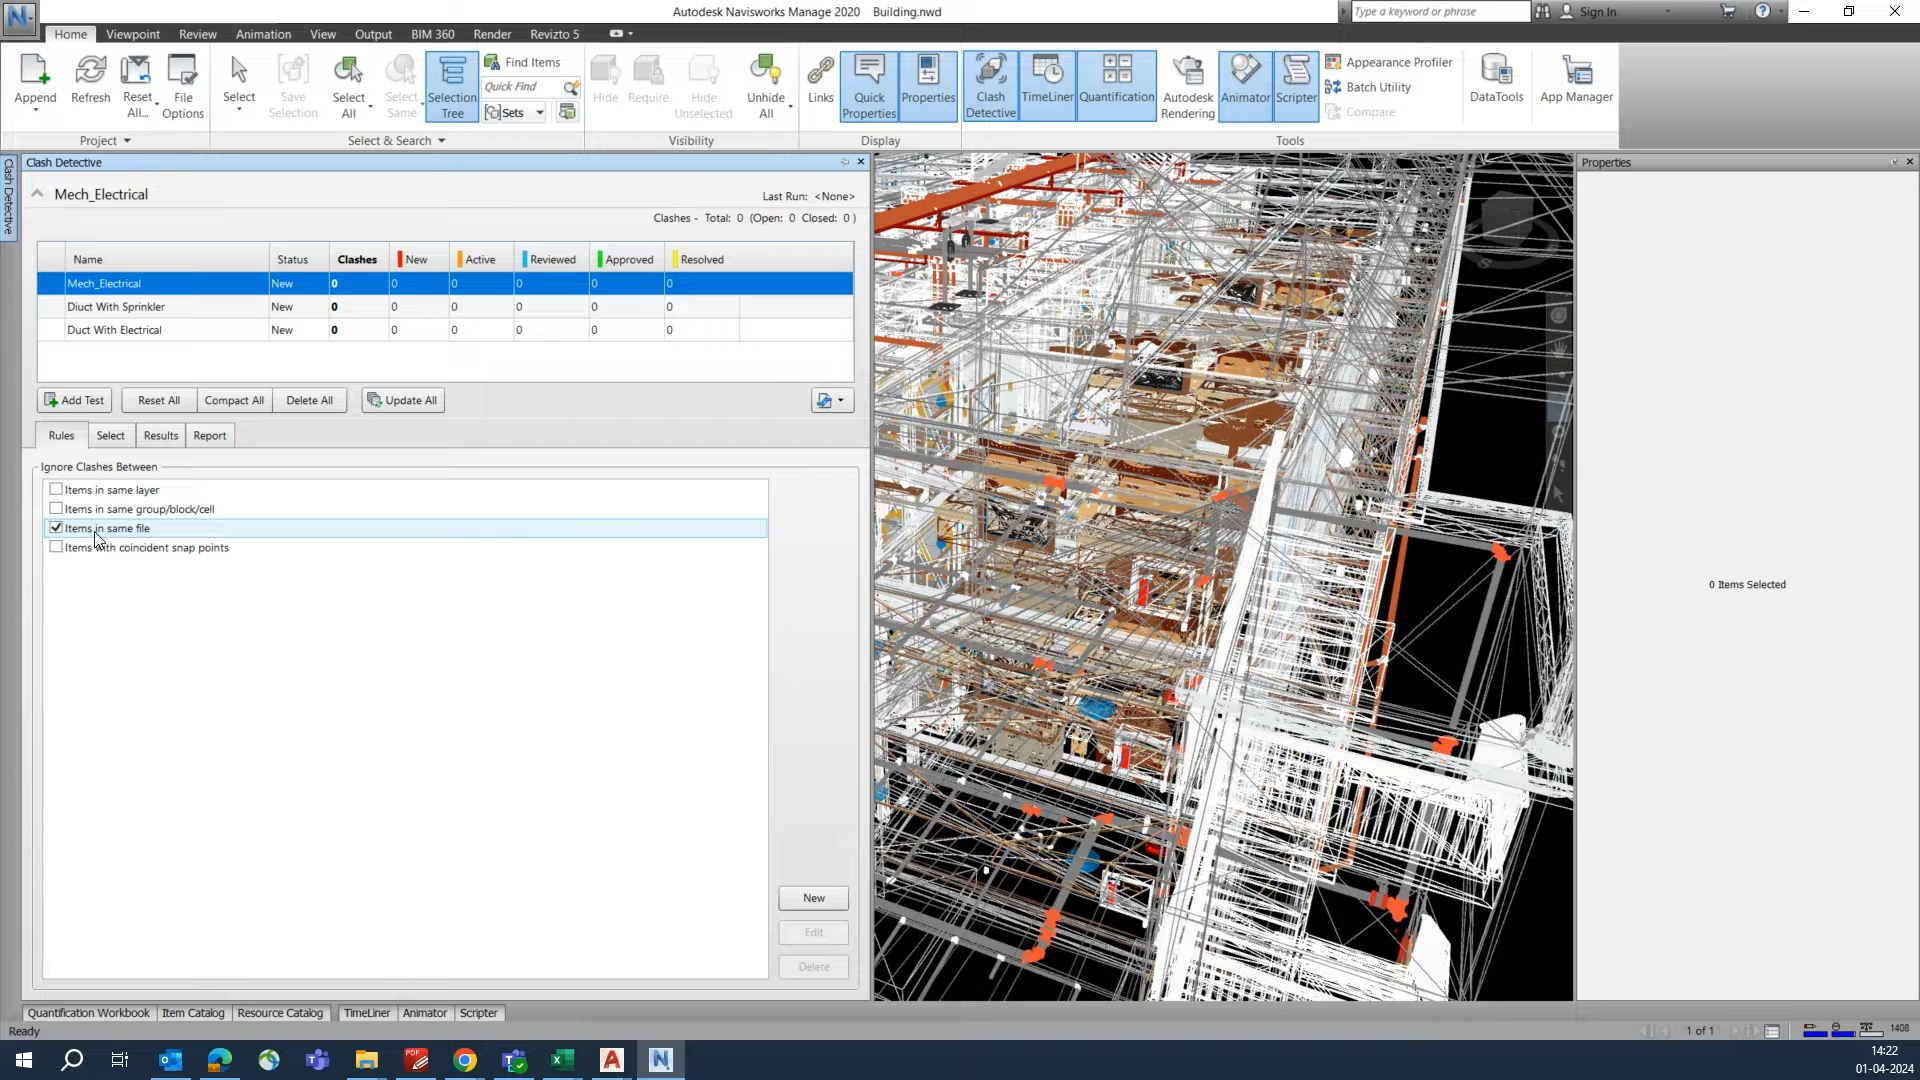 Autodesk Navisworks Manage 2020 Building.nwd
Type a keyword or phrase
Sign In
Home Viewpoint Review Animation View Output BIM 360 Render Revizto 5
Append
Refresh
Reset All...
File Options
Select
Save Selection
Select All
Select Same
Selection Tree
Find Items
Quick Find
Sets
Hide
Require
Hide Unselected
Unhide All
Links
Quick Properties
Properties
Clash Detective
TimeLiner
Quantification
Autodesk Rendering
Animator
Scripter
Appearance Profiler
Batch Utility
Compare
DataTools
App Manager
Project Select & Search Visibility Display Tools
Clash Detective
Clash Detective
Properties
Mech_Electrical
Last Run: <None>
Clashes - Total: 0 (Open: 0 Closed: 0 )
Name Status Clashes New Active Reviewed Approved Resolved
Mech_Electrical New 0 0 0 0 0 0
Diuct With Sprinkler New 0 0 0 0 0 0
Duct With Electrical New 0 0 0 0 0 0
Add Test Reset All Compact All Delete All Update All
Rules Select Results Report
Ignore Clashes Between
Items in same layer
Items in same group/block/cell
Items in same file
Items with coincident snap points
0 Items Selected
New
Edit
Delete
Quantification Workbook Item Catalog Resource Catalog TimeLiner Animator Scripter
Ready
1 of 1
1408
14:22
01-04-2024